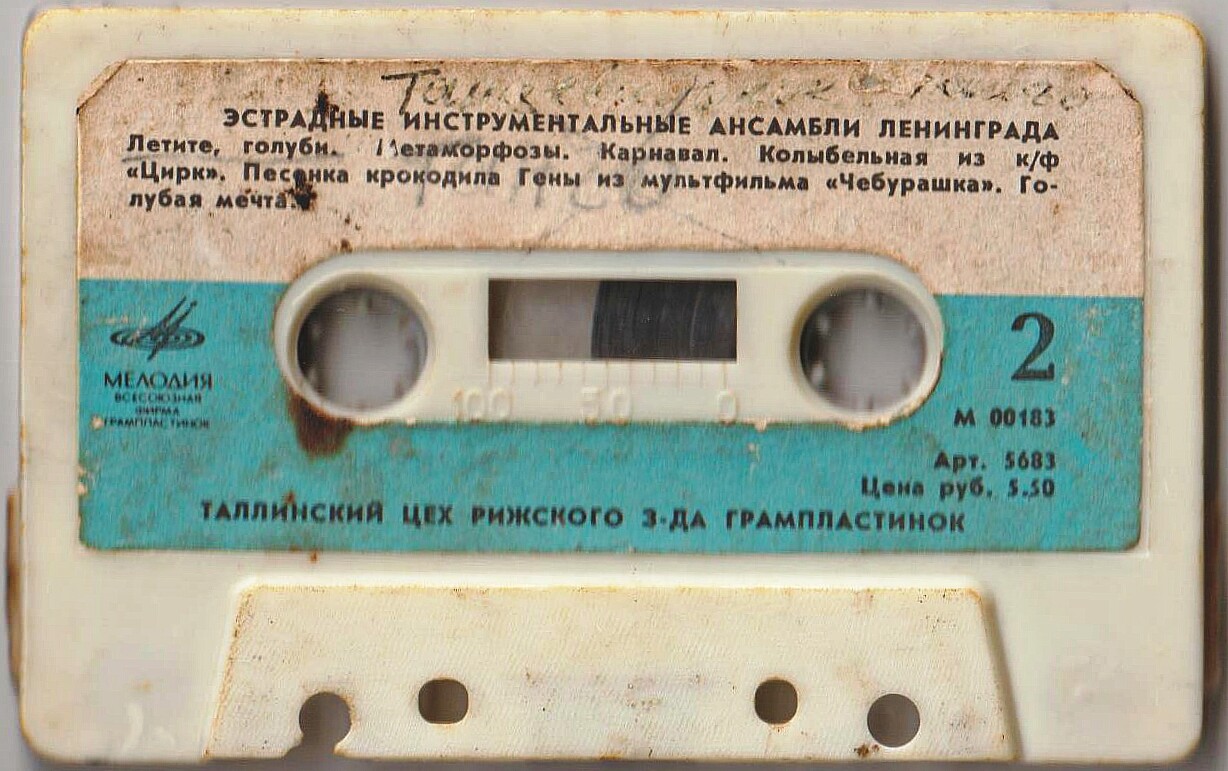 ЭСТРАДНЫЕ ИНСТРУМЕНТАЛЬНЫЕ АНСАМБЛИ ЛЕНИНГРАДА
Летите, голуби. Метаморфозы. Карнавал. Колыбельная из к/ф
«Цирк». Песенка крокодила Гены из мультфильма «Чебурашка». Го-
лубая мечта.
МЕЛОДИЯ
ВСЕСОЮЗНАЯ
ФИРМА
ГРАМПЛАСТИНОК
100 50 0
2
М 00183
Арт. 5683
Цена руб. 5.50
ТАЛЛИНСКИЙ ЦЕХ РИЖСКОГО З-ДА ГРАМПЛАСТИНОК